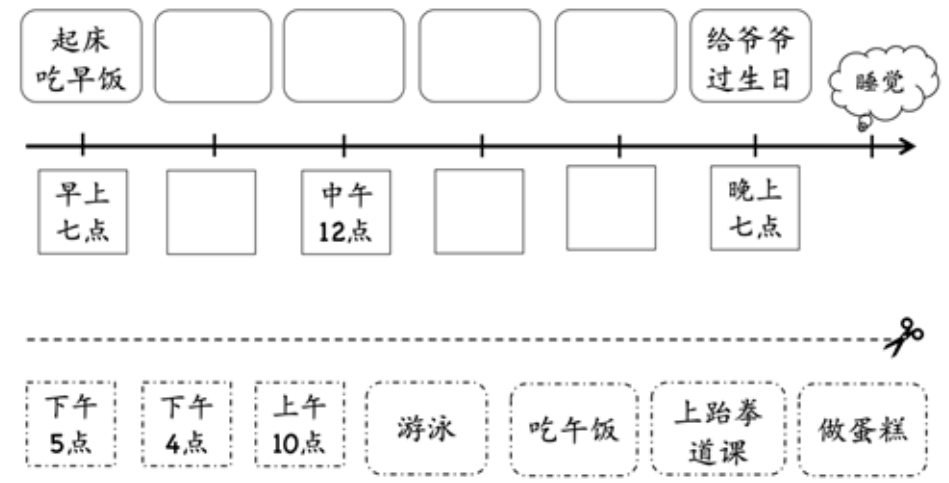 起床
吃早饭
给爷爷
过生日
睡觉
早上
七点
中午
12点
晚上
七点
下午
5点
下午
4点
上午
10点
游泳
吃午饭
上跆拳
道课
做蛋糕